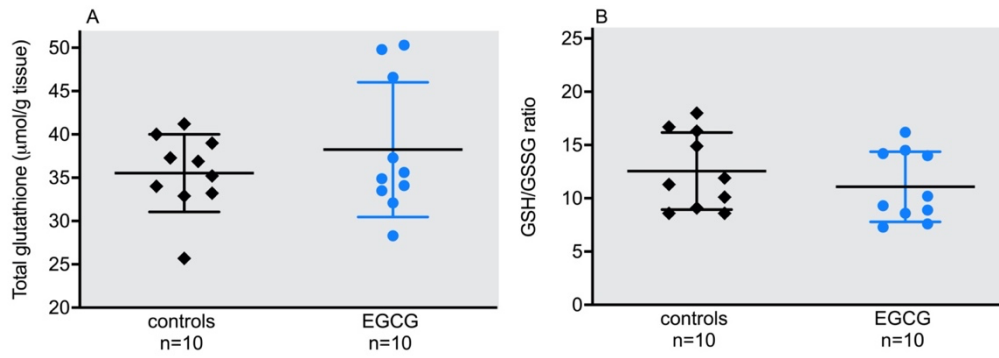 A
Total glutathione (μmol/g tissue)
50
45
40
35
30
25
20
controls
n=10
EGCG
n=10
B
GSH/GSSG ratio
25
20
15
10
5
0
controls
n=10
EGCG
n=10